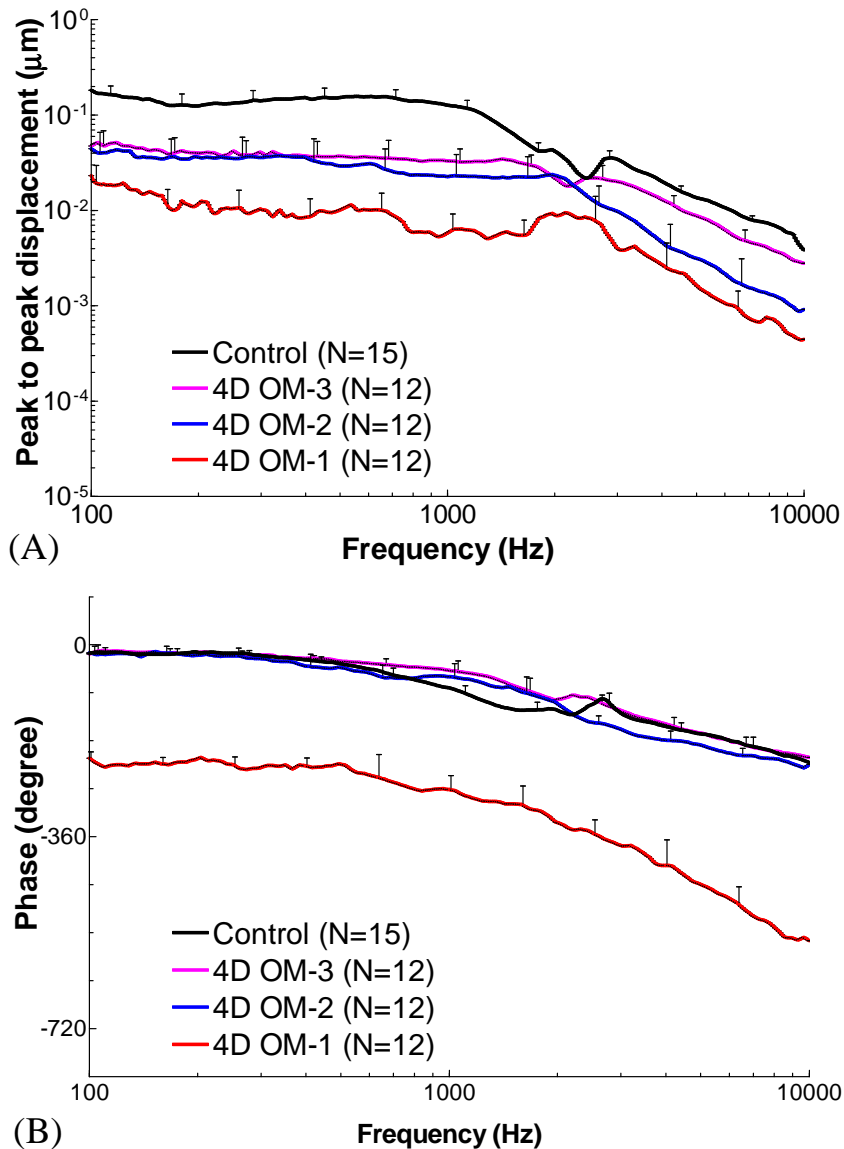 Peak to peak displacement (μm)
10⁰
10⁻¹
10⁻²
10⁻³
10⁻⁴
10⁻⁵
Control (N=15)
4D OM-3 (N=12)
4D OM-2 (N=12)
4D OM-1 (N=12)
100
1000
10000
(A)
Frequency (Hz)
Phase (degree)
0
-360
-720
Control (N=15)
4D OM-3 (N=12)
4D OM-2 (N=12)
4D OM-1 (N=12)
100
1000
10000
(B)
Frequency (Hz)